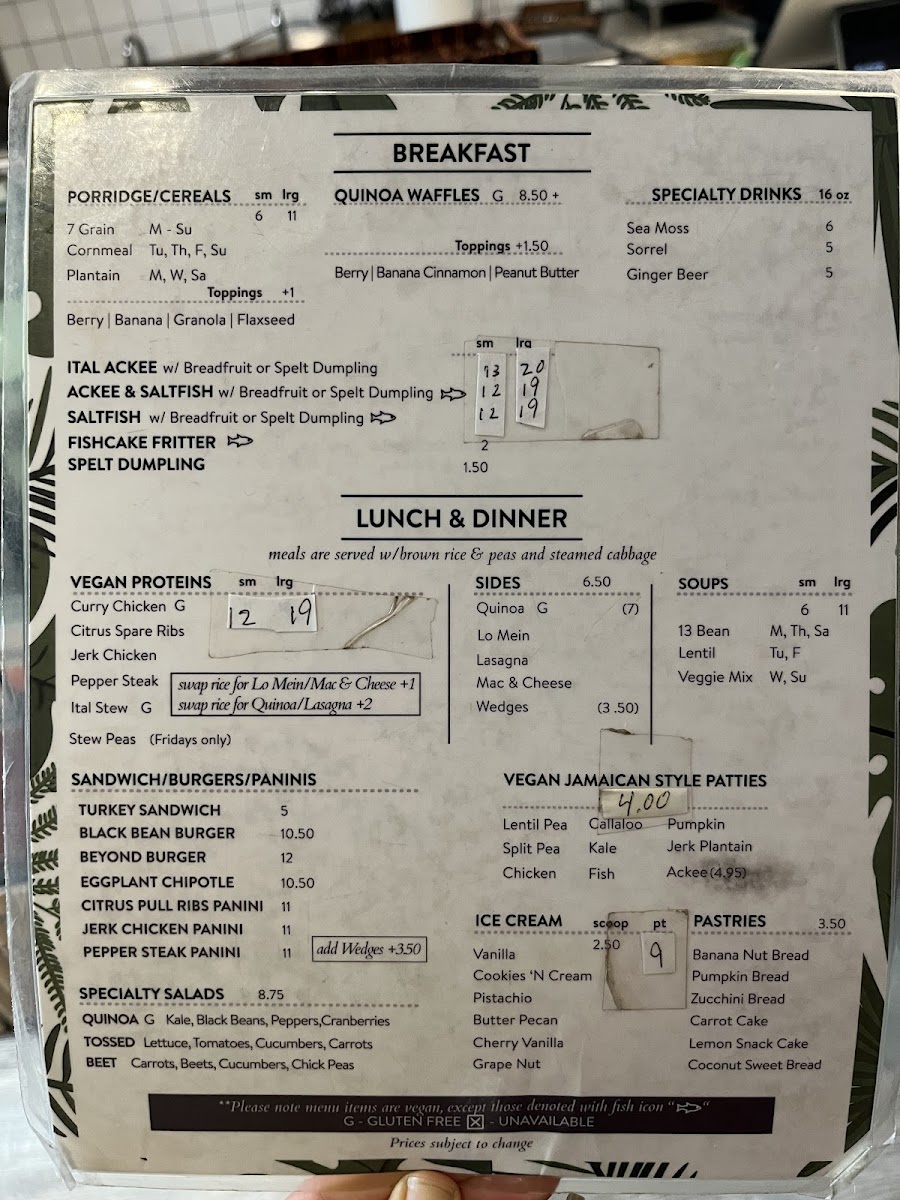 BREAKFAST
PORRIDGE/CEREALS sm lrg
6 11
7 Grain M - Su
Cornmeal Tu, Th, F, Su
Plantain M, W, Sa
Toppings +1
Berry | Banana | Granola | Flaxseed
QUINOA WAFFLES G 8.50 +
Toppings +1.50
Berry | Banana Cinnamon | Peanut Butter
SPECIALTY DRINKS 16 oz
Sea Moss 6
Sorrel 5
Ginger Beer 5
sm lrg
ITAL ACKEE w/ Breadfruit or Spelt Dumpling 13 20
ACKEE & SALTFISH w/ Breadfruit or Spelt Dumpling 12 19
SALTFISH w/ Breadfruit or Spelt Dumpling 12 19
FISHCAKE FRITTER 2
SPELT DUMPLING 1.50
LUNCH & DINNER
meals are served w/brown rice & peas and steamed cabbage
VEGAN PROTEINS sm lrg
12 19
Curry Chicken G
Citrus Spare Ribs
Jerk Chicken
Pepper Steak
Ital Stew G
Stew Peas (Fridays only)
swap rice for Lo Mein/Mac & Cheese +1
swap rice for Quinoa/Lasagna +2
SIDES 6.50
Quinoa G (7)
Lo Mein
Lasagna
Mac & Cheese
Wedges (3 .50)
SOUPS sm lrg
6 11
13 Bean M, Th, Sa
Lentil Tu, F
Veggie Mix W, Su
SANDWICH/BURGERS/PANINIS
TURKEY SANDWICH 5
BLACK BEAN BURGER 10.50
BEYOND BURGER 12
EGGPLANT CHIPOTLE 10.50
CITRUS PULL RIBS PANINI 11
JERK CHICKEN PANINI 11
PEPPER STEAK PANINI 11
add Wedges +3.50
SPECIALTY SALADS 8.75
QUINOA G Kale, Black Beans, Peppers,Cranberries
TOSSED Lettuce, Tomatoes, Cucumbers, Carrots
BEET Carrots, Beets, Cucumbers, Chick Peas
VEGAN JAMAICAN STYLE PATTIES
4.00
Lentil Pea Callaloo Pumpkin
Split Pea Kale Jerk Plantain
Chicken Fish Ackee (4.95)
ICE CREAM scoop pt
2.50 9
Vanilla
Cookies 'N Cream
Pistachio
Butter Pecan
Cherry Vanilla
Grape Nut
PASTRIES 3.50
Banana Nut Bread
Pumpkin Bread
Zucchini Bread
Carrot Cake
Lemon Snack Cake
Coconut Sweet Bread
**Please note menu items are vegan, except those denoted with fish icon " "
G - GLUTEN FREE ☒ - UNAVAILABLE
Prices subject to change